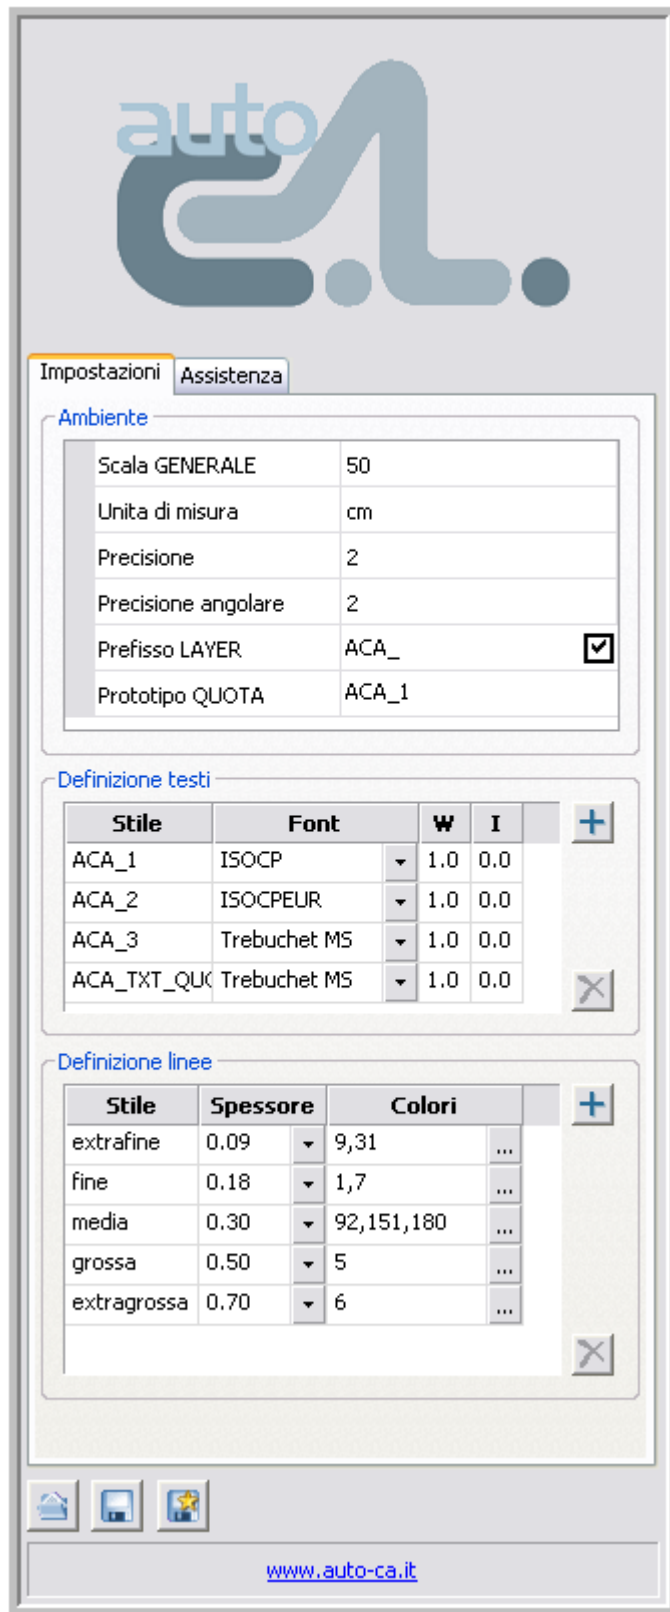 auto
c.a.
Impostazioni Assistenza
Ambiente
Scala GENERALE 50
Unita di misura cm
Precisione 2
Precisione angolare 2
Prefisso LAYER ACA_
Prototipo QUOTA ACA_1
Definizione testi
Stile Font W I
ACA_1 ISOCP 1.0 0.0
ACA_2 ISOCPEUR 1.0 0.0
ACA_3 Trebuchet MS 1.0 0.0
ACA_TXT_QUO Trebuchet MS 1.0 0.0
Definizione linee
Stile Spessore Colori
extrafine 0.09 9,31 ...
fine 0.18 1,7 ...
media 0.30 92,151,180 ...
grossa 0.50 5 ...
extragrossa 0.70 6 ...
www.auto-ca.it